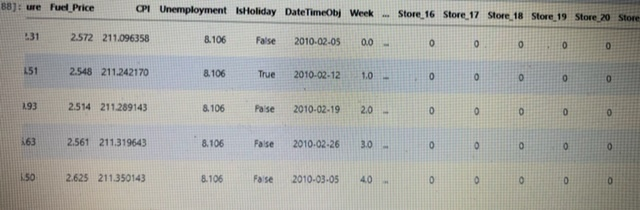 88]: ure Fuel_Price CPI Unemployment IsHoliday DateTimeObj Week ... Store_16 Store_17 Store_18 Store_19 Store_20 Store
.31 2.572 211.096358 8.106 False 2010-02-05 0.0 ... 0 0 0 0 0
.51 2.548 211.242170 8.106 True 2010-02-12 1.0 ... 0 0 0 0 0
.93 2.514 211.289143 8.106 False 2010-02-19 2.0 ... 0 0 0 0 0
.63 2.561 211.319643 8.106 False 2010-02-26 3.0 ... 0 0 0 0 0
.50 2.625 211.350143 8.106 False 2010-03-05 4.0 ... 0 0 0 0 0